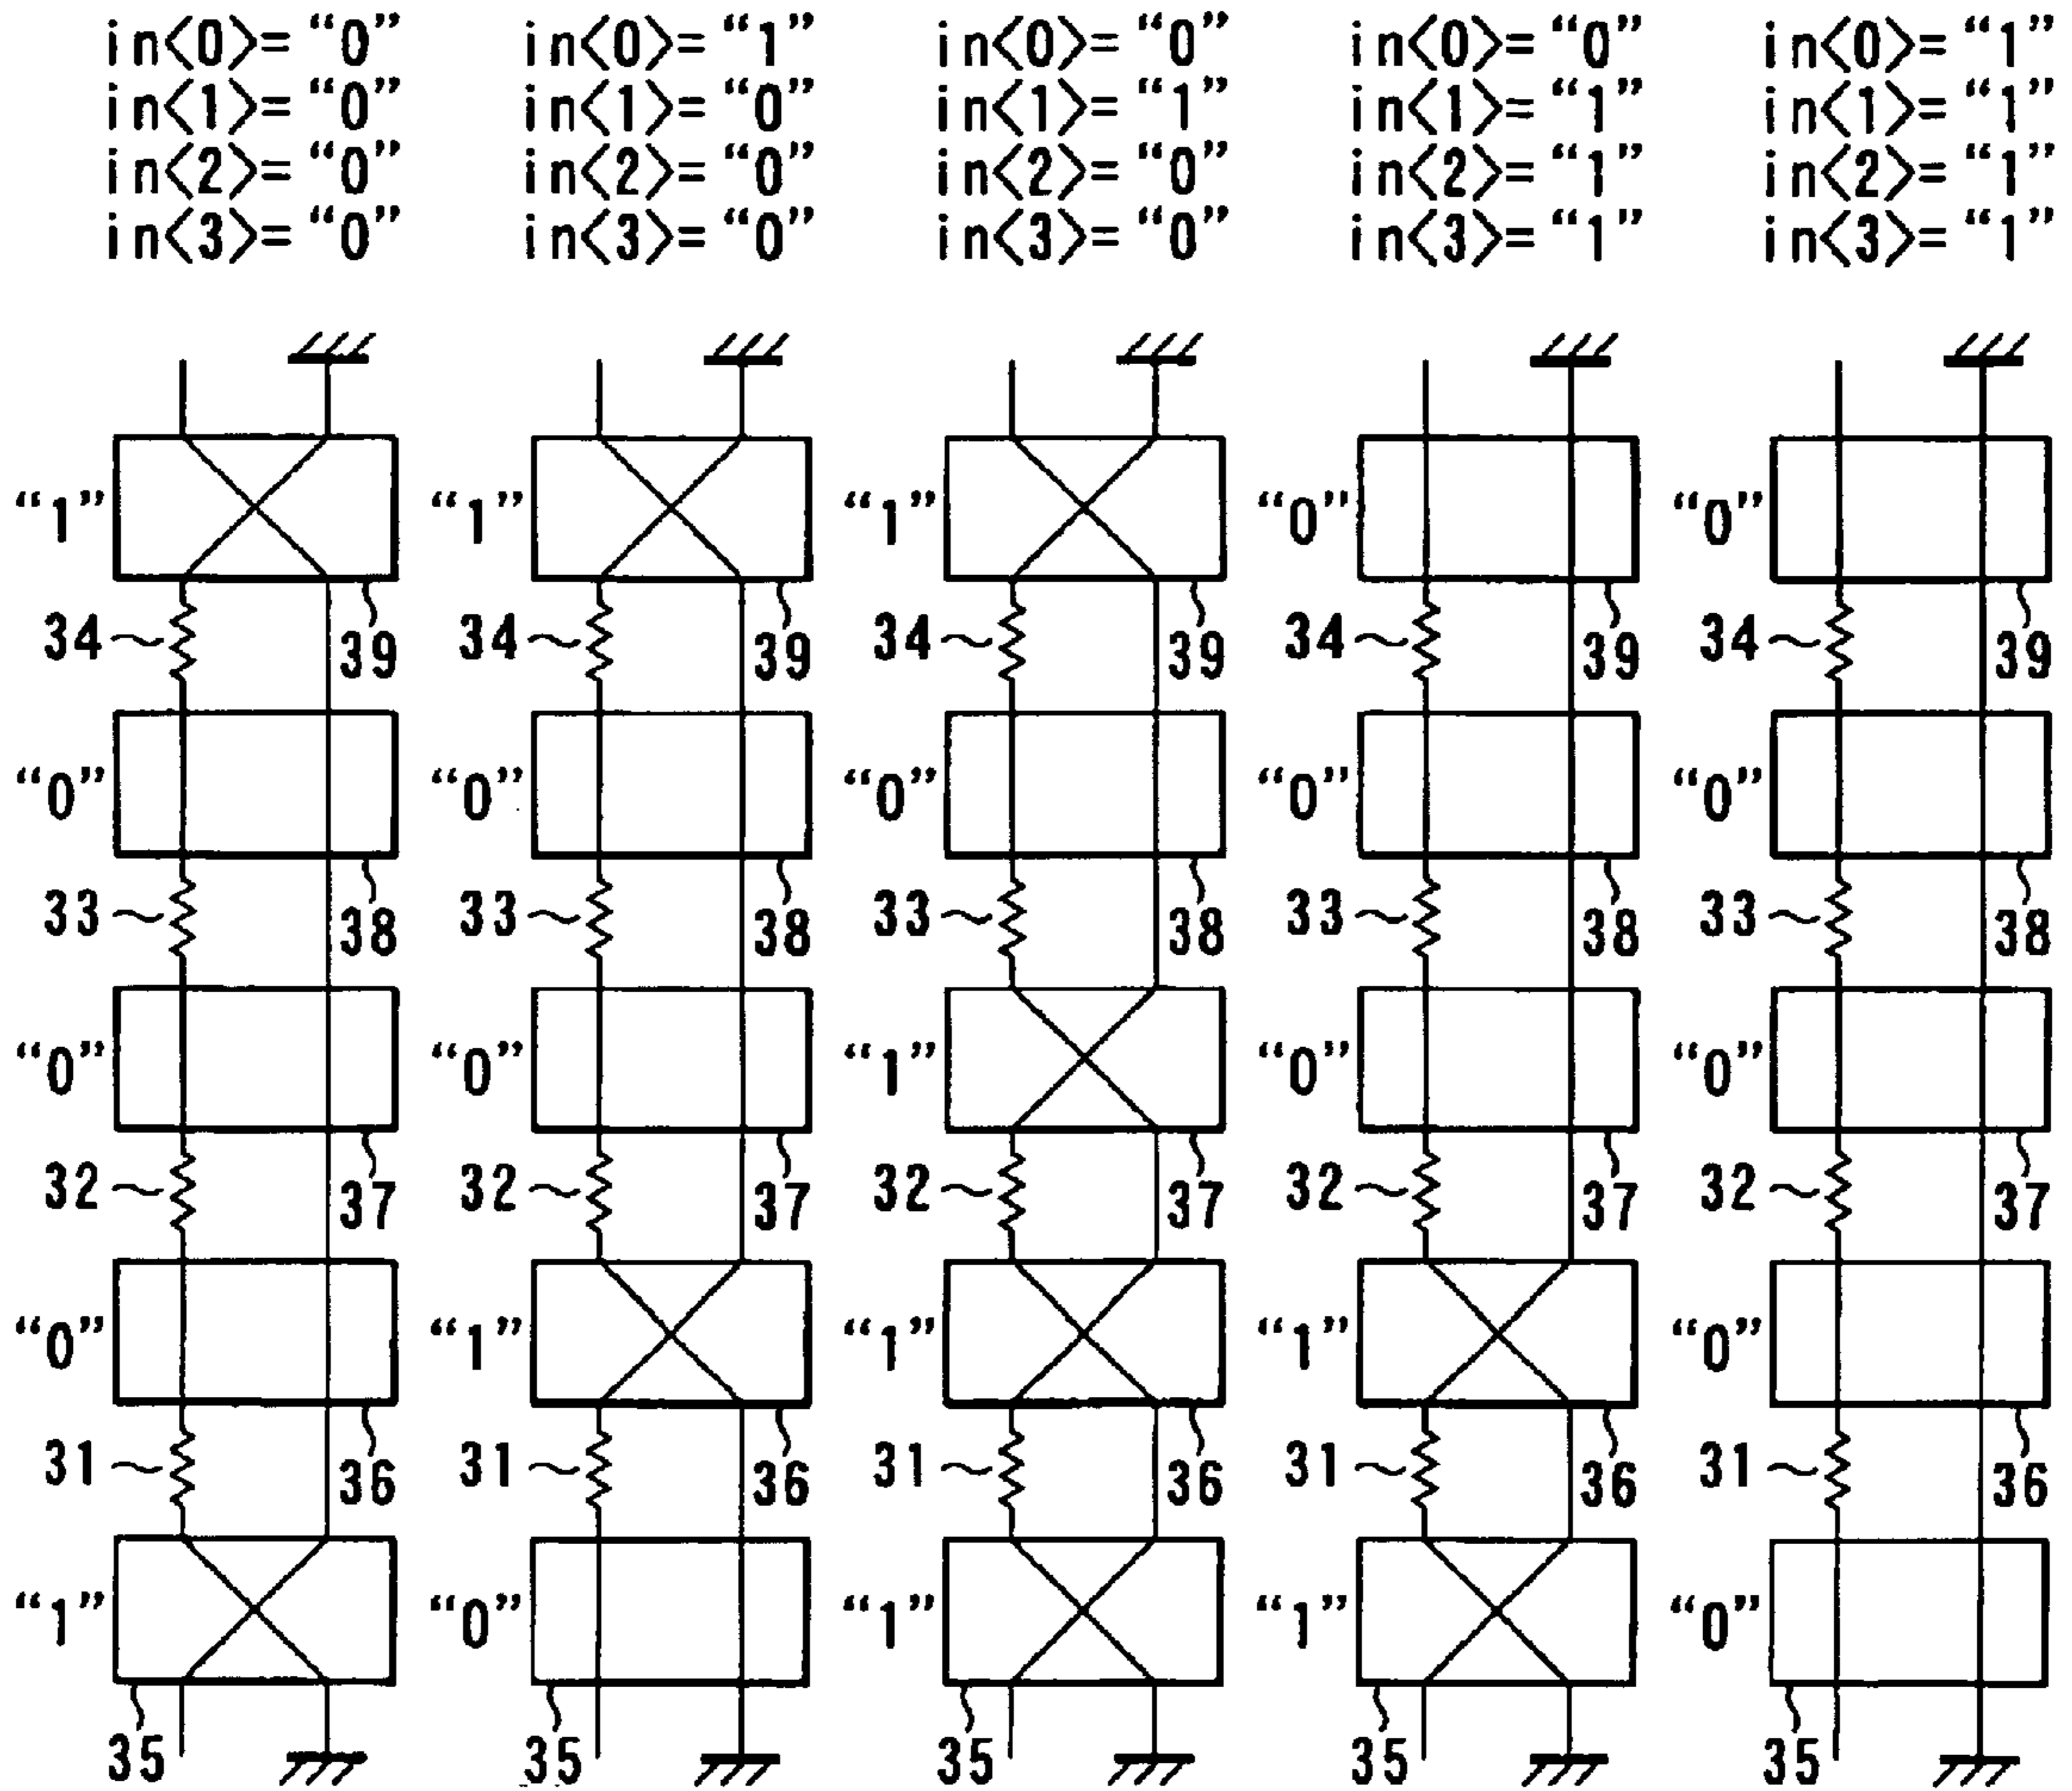 in<0>= “0” in<0>= “1” in<0>= “0” in<0>= “0” in<0>= “1”
in<1>= “0” in<1>= “0” in<1>= “1” in<1>= “1” in<1>= “1”
in<2>= “0” in<2>= “0” in<2>= “0” in<2>= “1” in<2>= “1”
in<3>= “0” in<3>= “0” in<3>= “0” in<3>= “1” in<3>= “1”
“1” “1” “1” “0” “0”
34 39 34 39 34 39 34 39 34 39
“0” “0” “0” “0” “0”
33 38 33 38 33 38 33 38 33 38
“0” “0” “1” “0” “0”
32 37 32 37 32 37 32 37 32 37
“0” “1” “1” “1” “0”
31 36 31 36 31 36 31 36 31 36
“1” “0” “1” “1” “0”
35 35 35 35 35